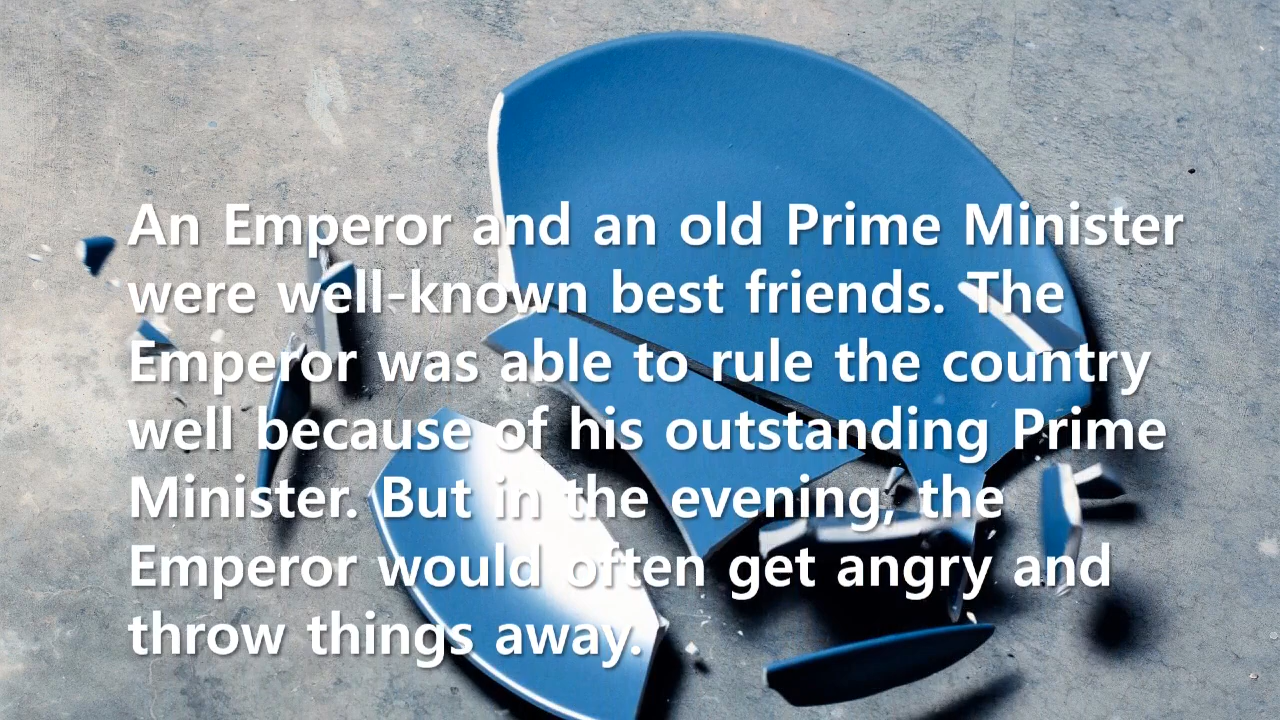 An Emperor and an old Prime Minister
were well-known best friends. The
Emperor was able to rule the country
well because of his outstanding Prime
Minister. But in the evening, the
Emperor would often get angry and
throw things away.